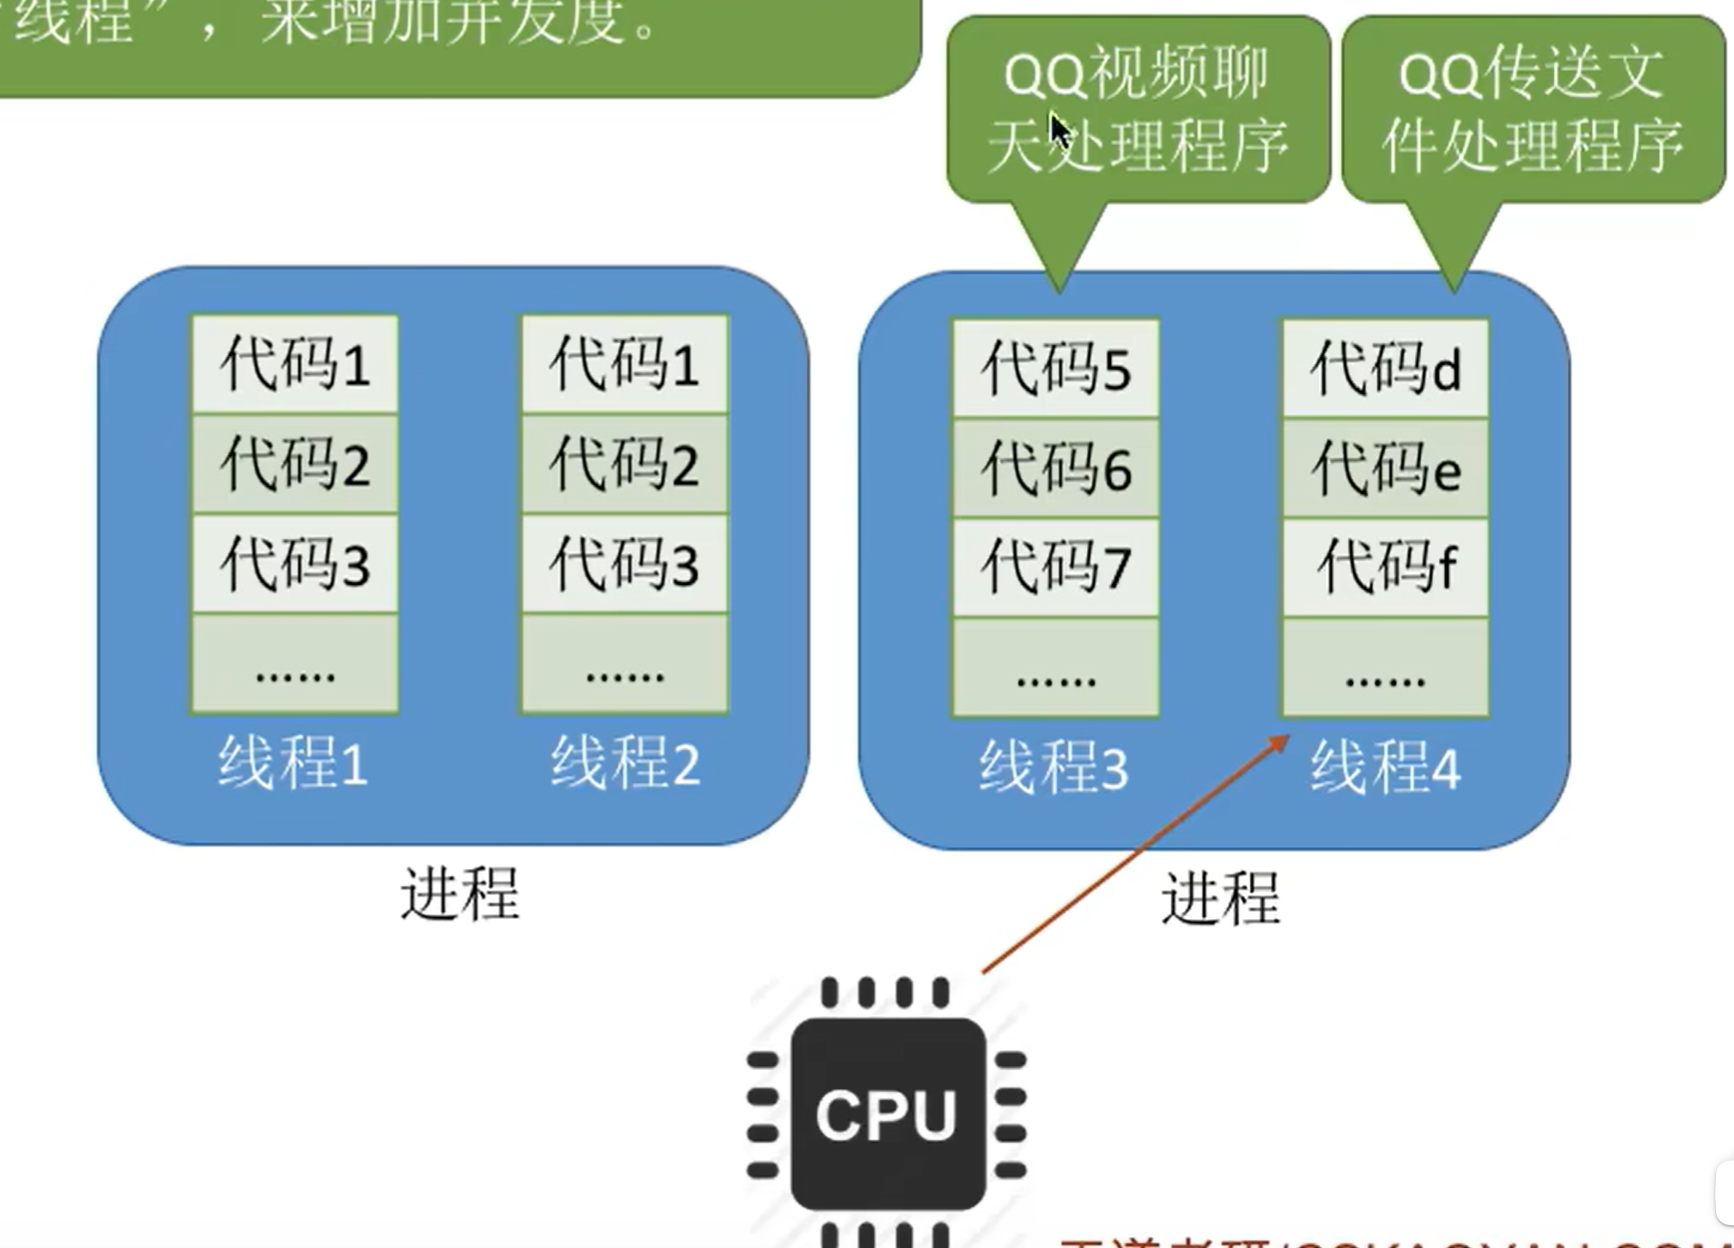 线程”，来增加并发度。
QQ视频聊
天处理程序
QQ传送文
件处理程序
代码1
代码2
代码3
……
线程1
代码1
代码2
代码3
……
线程2
进程
代码5
代码6
代码7
……
线程3
代码d
代码e
代码f
……
线程4
进程
CPU